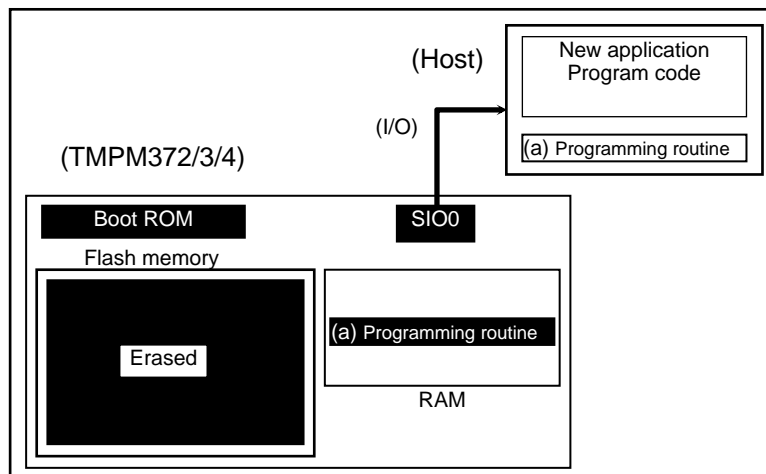 (Host)
New application
Program code
(a) Programming routine
(I/O)
(TMPM372/3/4)
Boot ROM
SIO0
Flash memory
Erased
(a) Programming routine
RAM